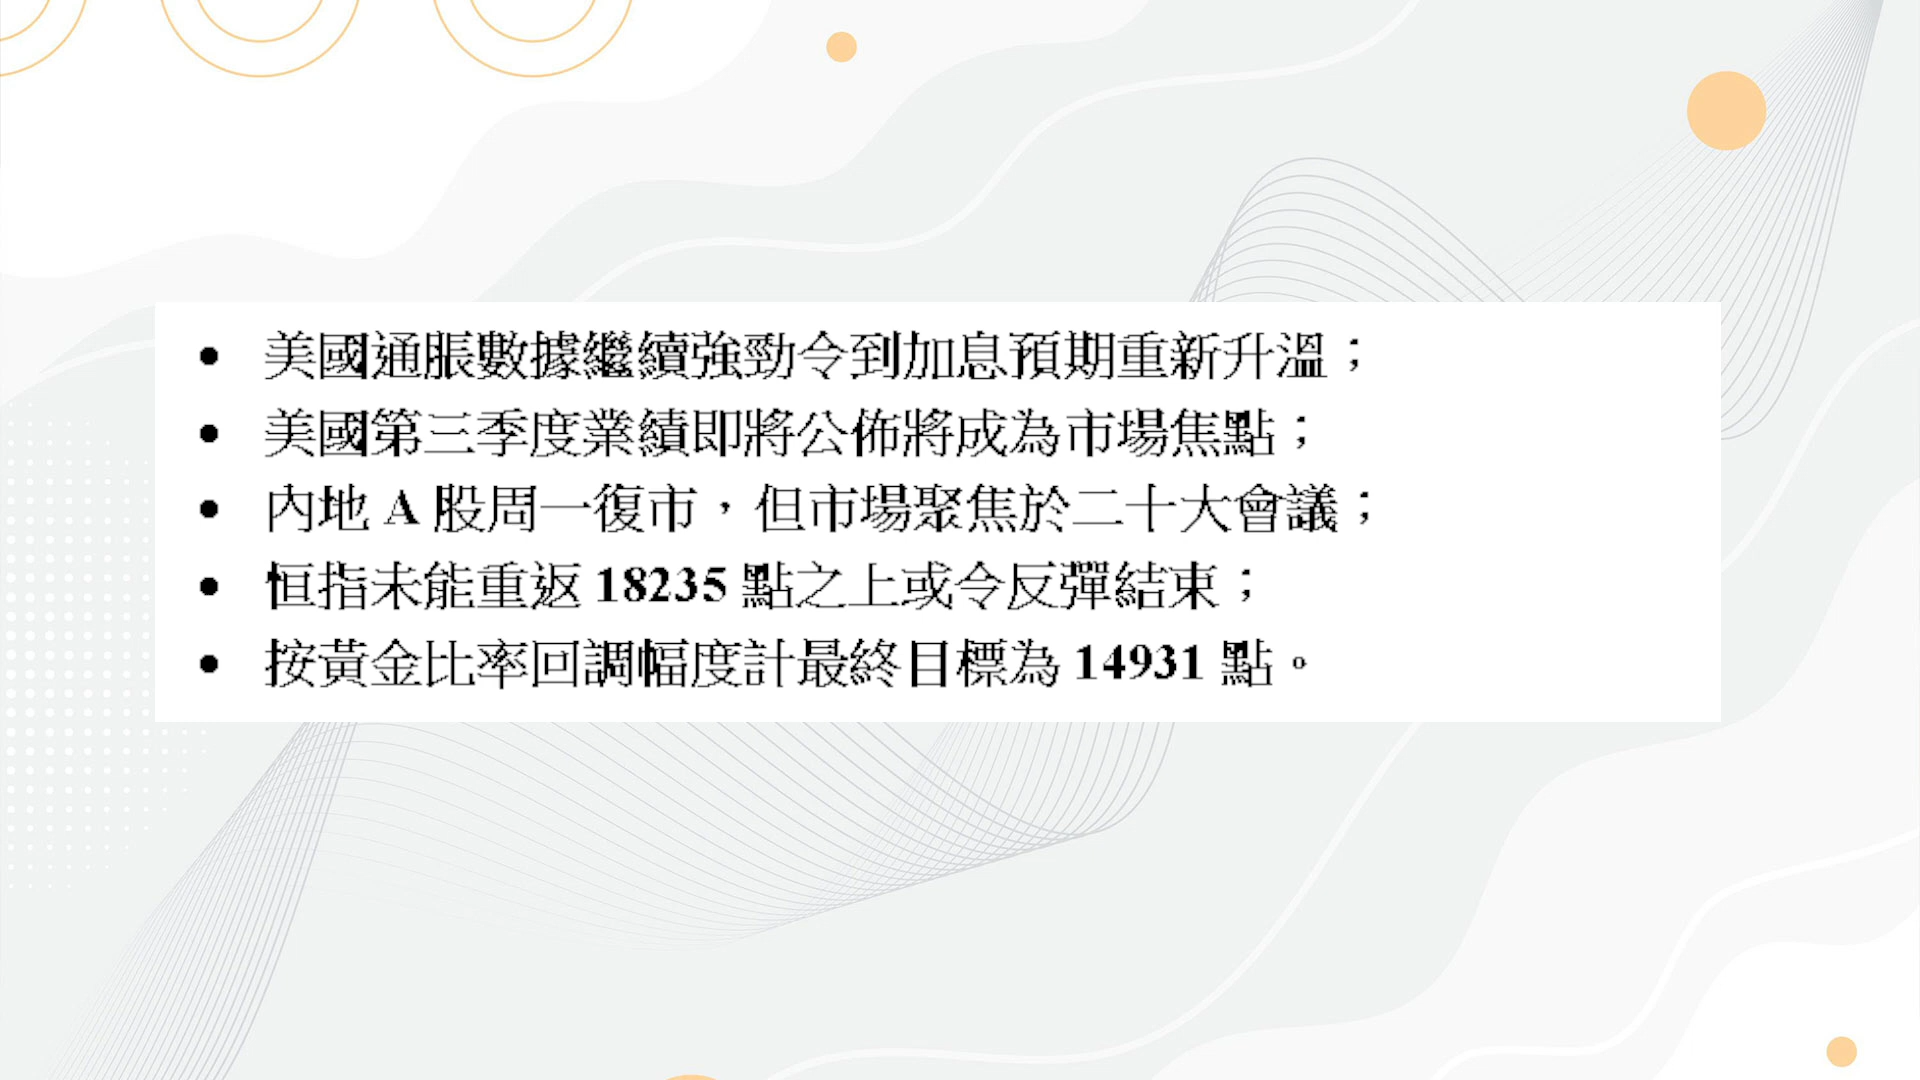 • 美國通脹數據繼續強勁令到加息預期重新升溫；
• 美國第三季度業績即將公佈將成為市場焦點；
• 內地 A 股周一復市，但市場聚焦於二十大會議；
• 恒指未能重返 18235 點之上或令反彈結束；
• 按黃金比率回調幅度計最終目標為 14931 點。